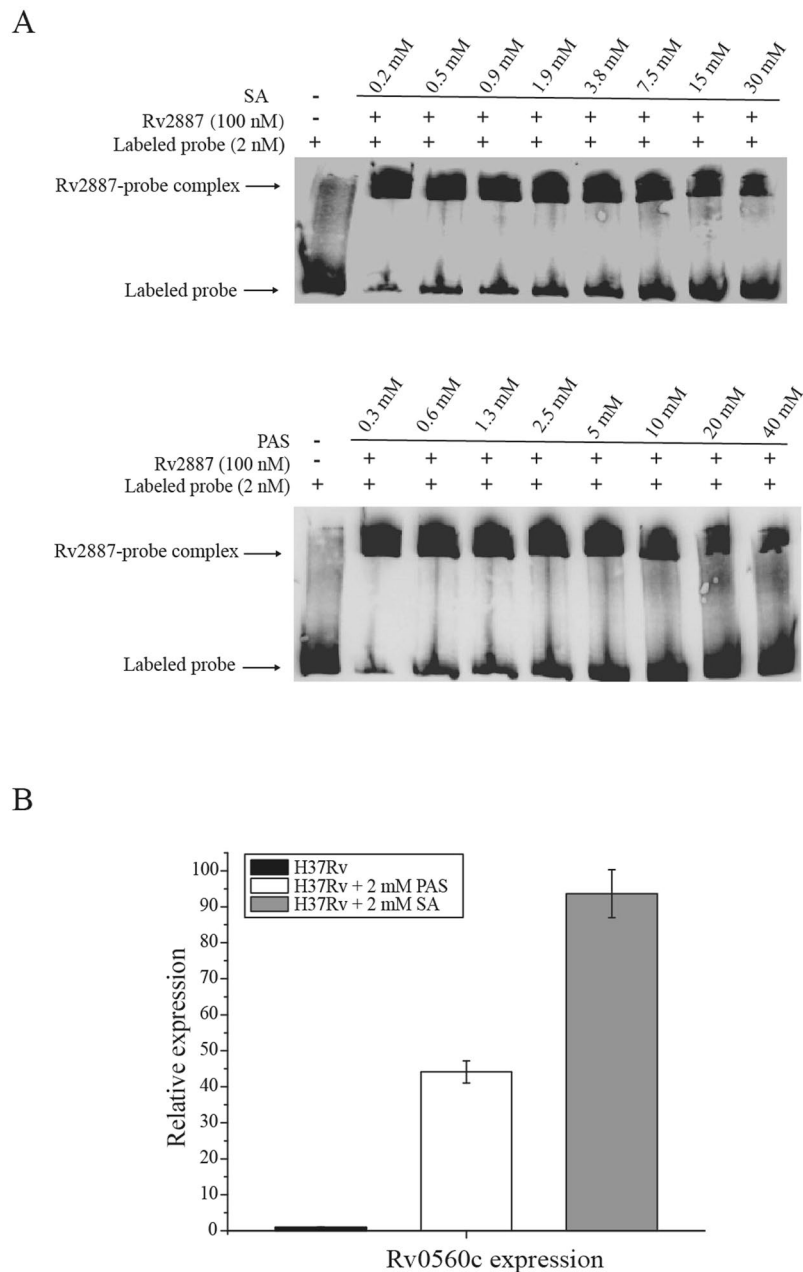 A
0.2 mM 0.5 mM 0.9 mM 1.9 mM 3.8 mM 7.5 mM 15 mM 30 mM
SA -
Rv2887 (100 nM) - + + + + + + + +
Labeled probe (2 nM) + + + + + + + + +
Rv2887-probe complex
Labeled probe
0.3 mM 0.6 mM 1.3 mM 2.5 mM 5 mM 10 mM 20 mM 40 mM
PAS -
Rv2887 (100 nM) - + + + + + + + +
Labeled probe (2 nM) + + + + + + + + +
Rv2887-probe complex
Labeled probe
B
H37Rv
H37Rv + 2 mM PAS
H37Rv + 2 mM SA
Relative expression
100
90
80
70
60
50
40
30
20
10
0
Rv0560c expression